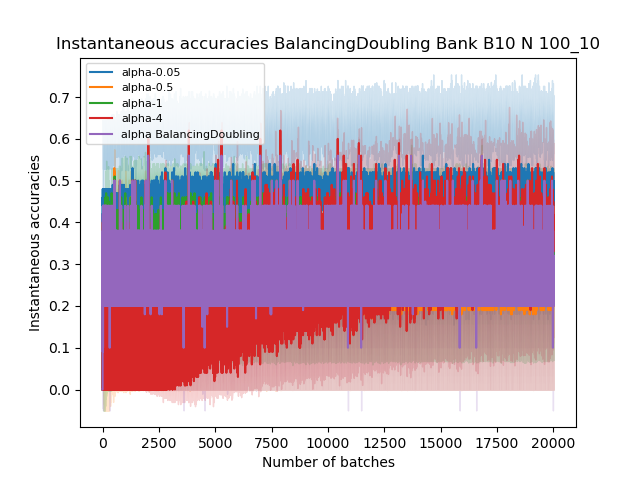 Instantaneous accuracies BalancingDoubling Bank B10 N 100_10
alpha-0.05
alpha-0.5
alpha-1
alpha-4
alpha BalancingDoubling
0.7
0.6
0.5
0.4
0.3
0.2
0.1
0.0
Instantaneous accuracies
0 2500 5000 7500 10000 12500 15000 17500 20000
Number of batches